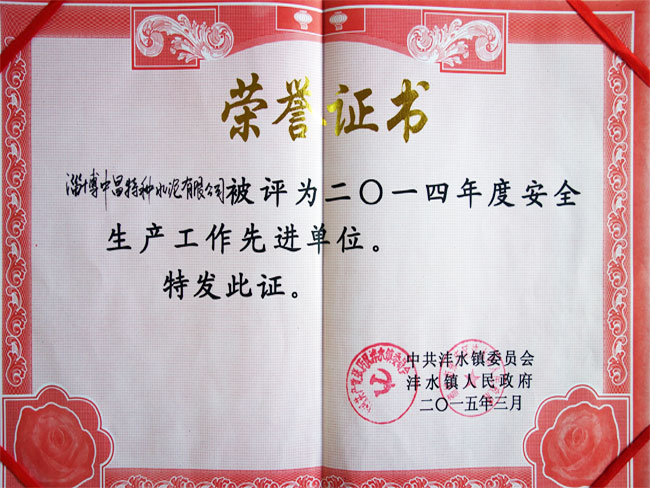 荣誉证书
淄博中昌特种水泥有限公司被评为二〇一四年度安全
生产工作先进单位。
特发此证。
中共沣水镇委员会
沣水镇人民政府
二〇一五年三月